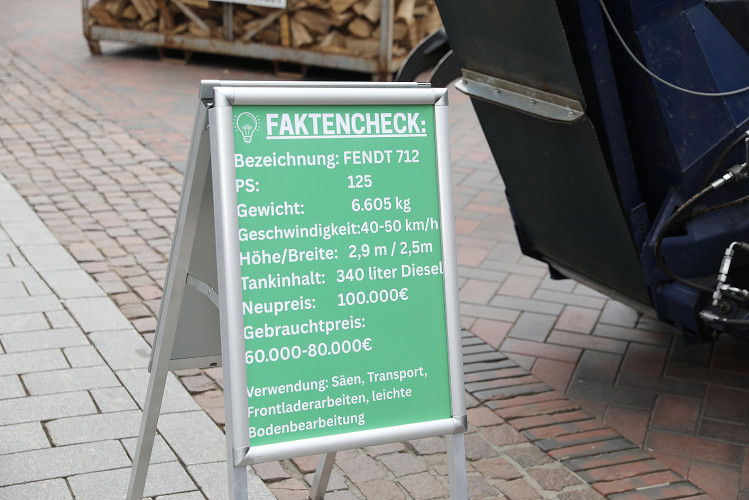 FAKTENCHECK:
Bezeichnung: FENDT 712
PS: 125
Gewicht: 6.605 kg
Geschwindigkeit:40-50 km/h
Höhe/Breite: 2,9 m / 2,5m
Tankinhalt: 340 liter Diesel
Neupreis: 100.000€
Gebrauchtpreis:
60.000-80.000€
Verwendung: Säen, Transport,
Frontladerarbeiten, leichte
Bodenbearbeitung